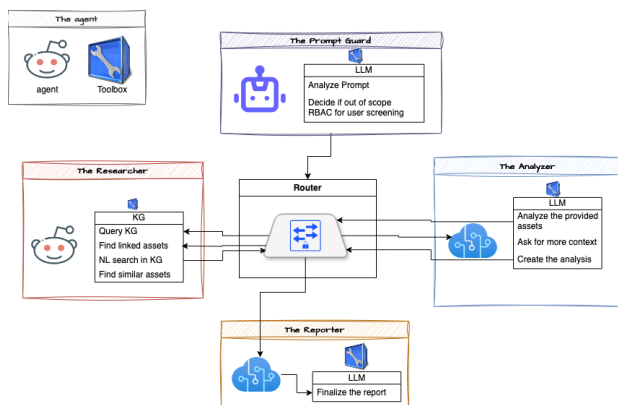 The agent
agent
Toolbox
The Prompt Guard
LLM
Analyze Prompt
Decide if out of scope
RBAC for user screening
The Researcher
KG
Query KG
Find linked assets
NL search in KG
Find similar assets
Router
The Analyzer
LLM
Analyze the provided
assets
Ask for more context
Create the analysis
The Reporter
LLM
Finalize the report